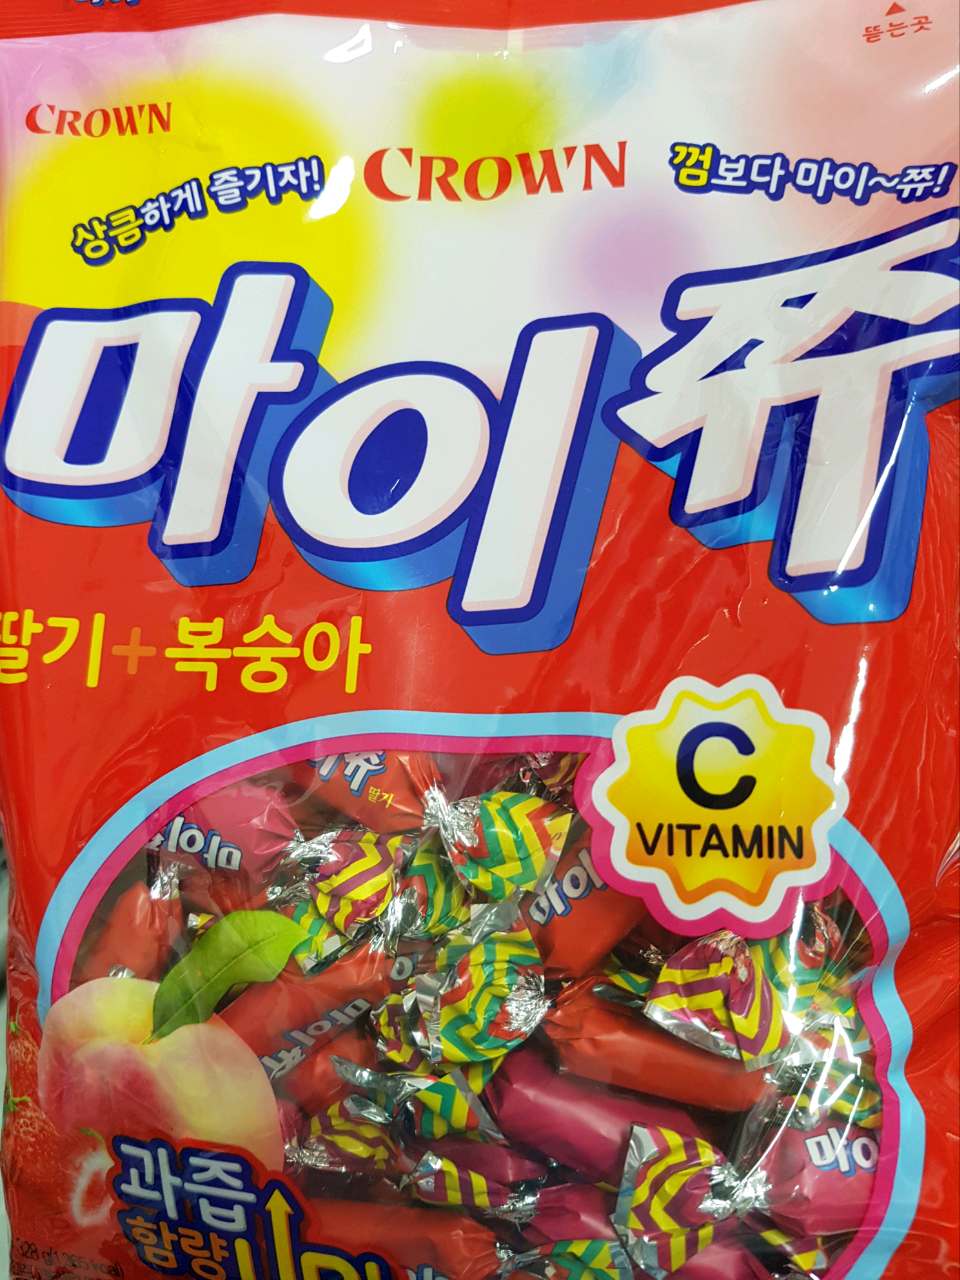 뜯는곳
CROWN
CROWN
상큼하게 즐기자!
껌보다 마이~쮸!
마이쮸
딸기+복숭아
C
VITAMIN
쮸
딸기
마이쮸
마이
마이쮸
마이
과즙
함량